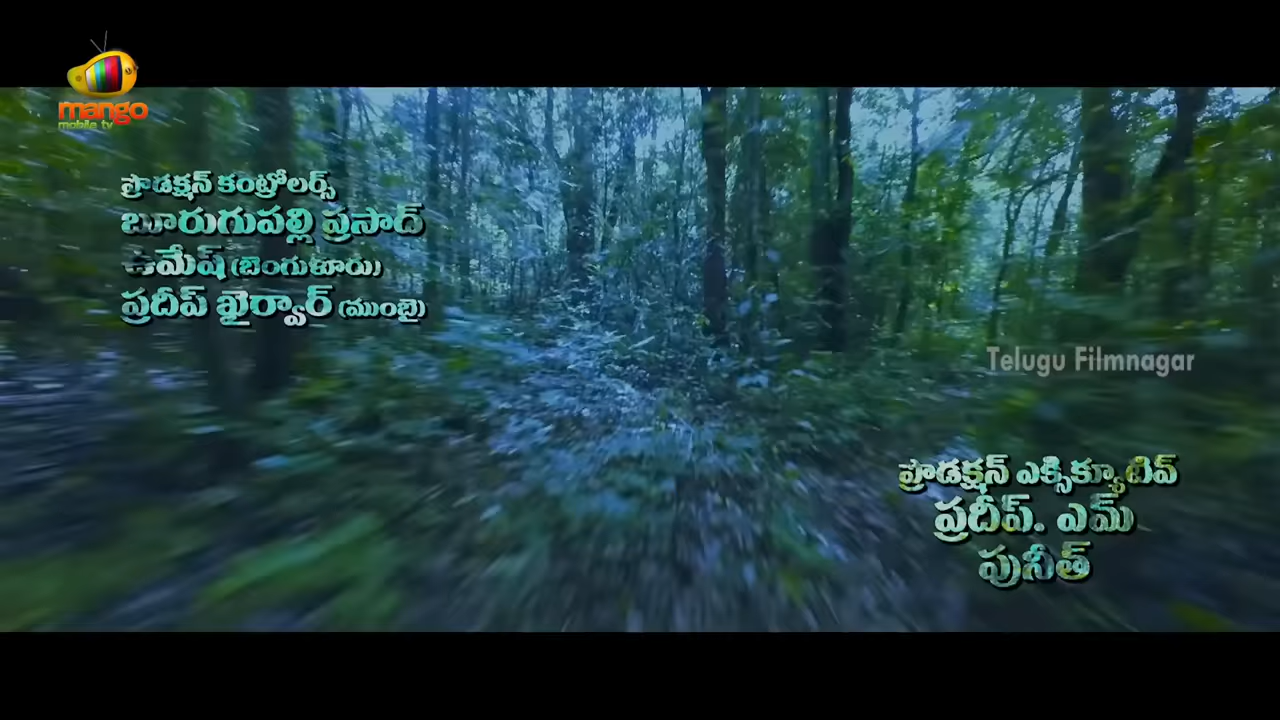 mango
mobile tv
ప్రొడక్షన్ కంట్రోలర్స్
బూరుగుపల్లి ప్రసాద్
ఉమేష్ (బెంగుళూరు)
ప్రదీప్ ఖైర్వార్ (ముంబై)
Telugu Filmnagar
ప్రొడక్షన్ ఎక్సిక్యూటివ్
ప్రదీప్. ఎమ్
పునీత్